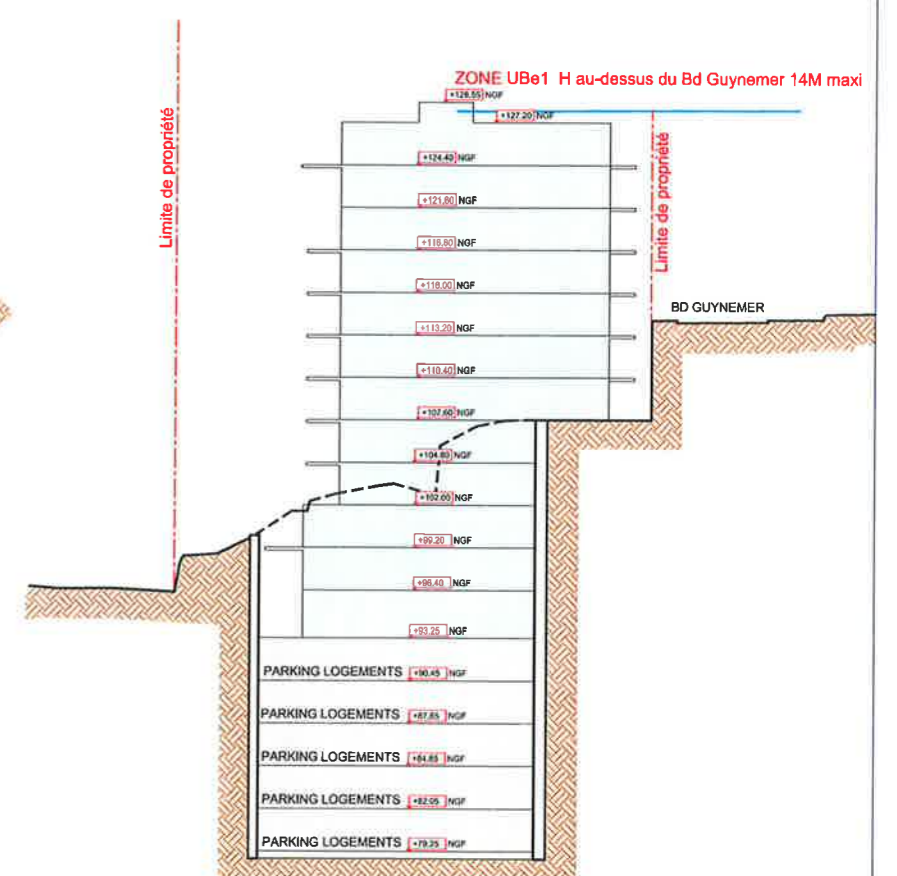 ZONE UBe1 H au-dessus du Bd Guynemer 14M maxi
+128.55 NGF
+127.20 NGF
Limite de propriété
Limite de propriété
+124.40 NGF
+121.60 NGF
+118.80 NGF
+116.00 NGF
BD GUYNEMER
+113.20 NGF
+110.40 NGF
+107.60 NGF
+104.80 NGF
+102.00 NGF
+99.20 NGF
+96.40 NGF
+93.25 NGF
PARKING LOGEMENTS +90.45 NGF
PARKING LOGEMENTS +87.65 NGF
PARKING LOGEMENTS +84.85 NGF
PARKING LOGEMENTS +82.05 NGF
PARKING LOGEMENTS +79.25 NGF